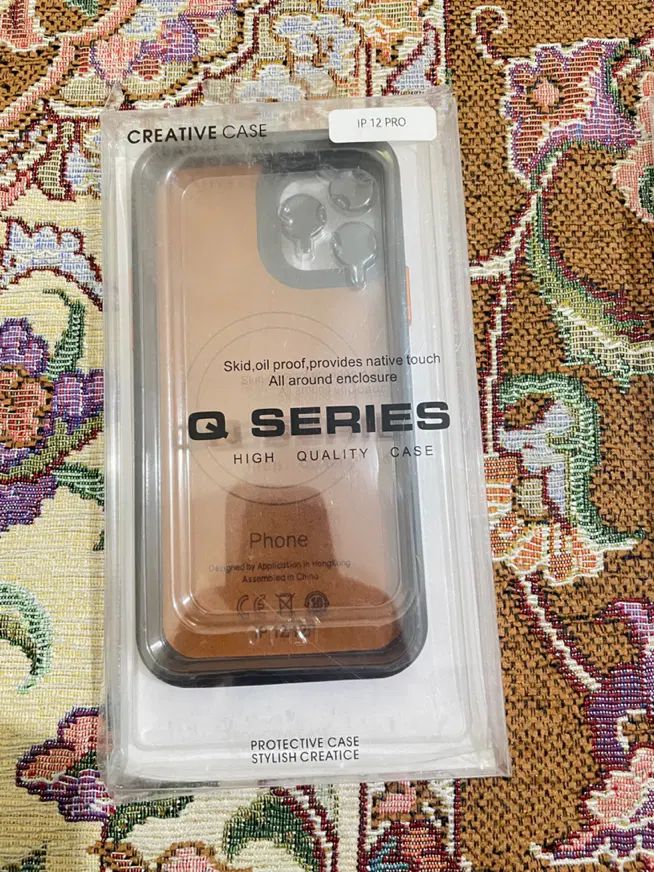 CREATIVE CASE
IP 12 PRO
Skid,oil proof,provides native touch
All around enclosure
Q SERIES
HIGH QUALITY CASE
Phone
Designed by Application in HongKong
Assembled in China
PROTECTIVE CASE
STYLISH CREATICE